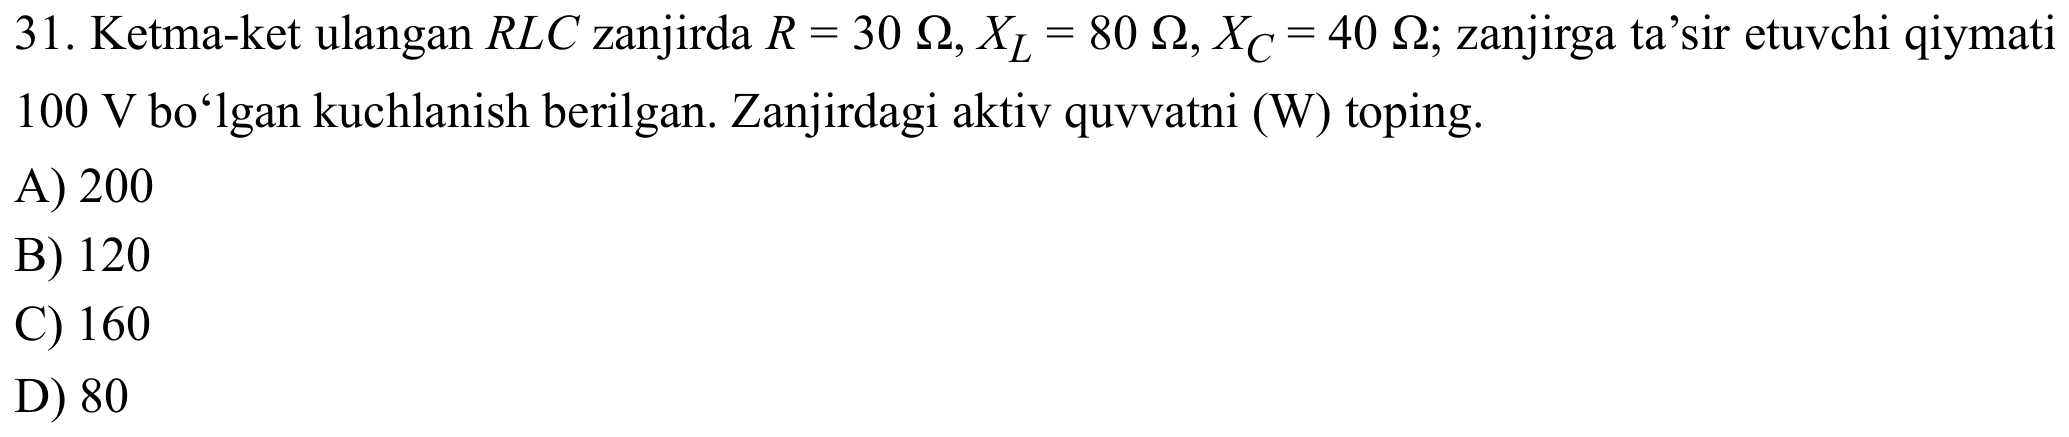 31. Ketma-ket ulangan RLC zanjirda R = 30 Ω, X_L = 80 Ω, X_C = 40 Ω; zanjirga ta’sir etuvchi qiymati
100 V bo‘lgan kuchlanish berilgan. Zanjirdagi aktiv quvvatni (W) toping.
A) 200
B) 120
C) 160
D) 80